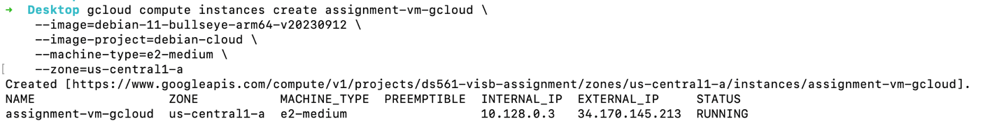 → Desktop gcloud compute instances create assignment-vm-gcloud \
--image=debian-11-bullseye-arm64-v20230912 \
--image-project=debian-cloud \
--machine-type=e2-medium \
[ --zone=us-central1-a
Created [https://www.googleapis.com/compute/v1/projects/ds561-visb-assignment/zones/us-central1-a/instances/assignment-vm-gcloud].
NAME ZONE MACHINE_TYPE PREEMPTIBLE INTERNAL_IP EXTERNAL_IP STATUS
assignment-vm-gcloud us-central1-a e2-medium 10.128.0.3 34.170.145.213 RUNNING